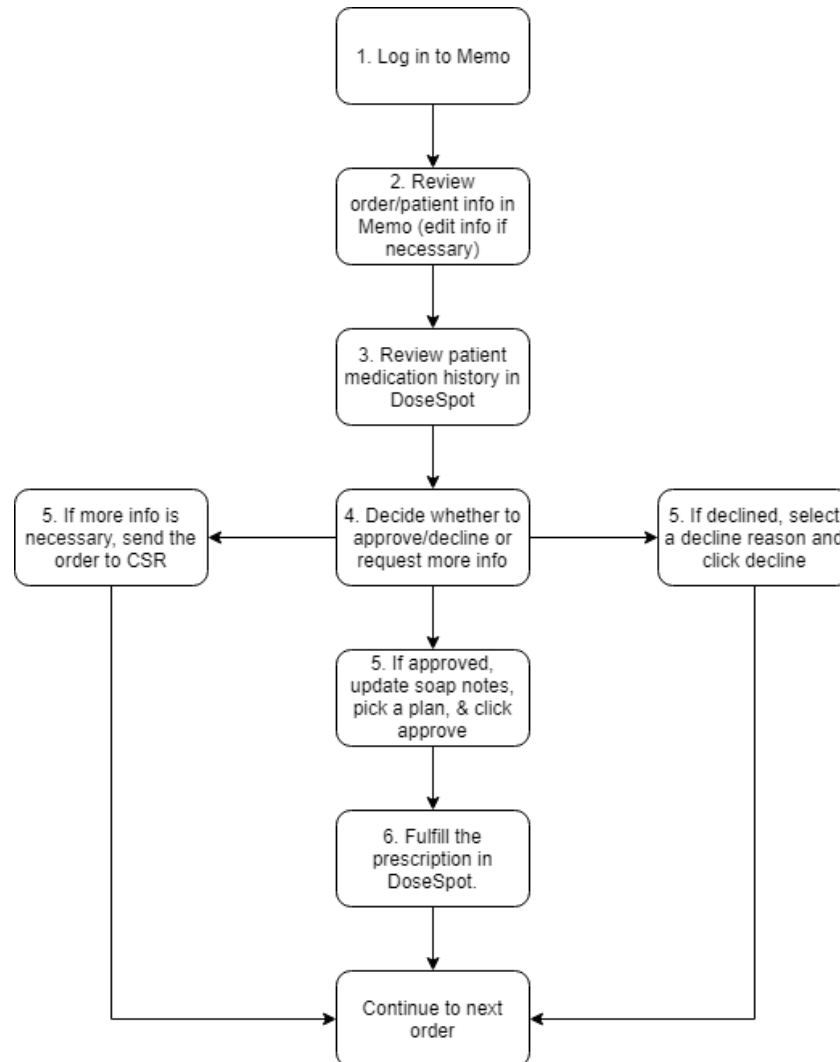 1. Log in to Memo
2. Review
order/patient info in
Memo (edit info if
necessary)
3. Review patient
medication history in
DoseSpot
5. If more info is
necessary, send the
order to CSR
4. Decide whether to
approve/decline or
request more info
5. If declined, select
a decline reason and
click decline
5. If approved,
update soap notes,
pick a plan, & click
approve
6. Fulfill the
prescription in
DoseSpot.
Continue to next
order